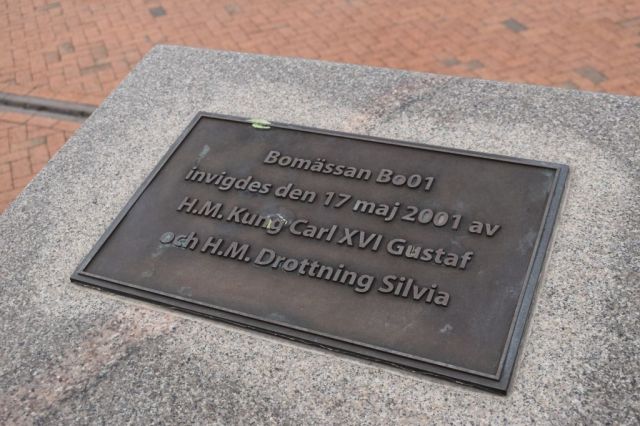 Bomässan Bo01
invigdes den 17 maj 2001 av
H.M. Kung Carl XVI Gustaf
och H.M. Drottning Silvia